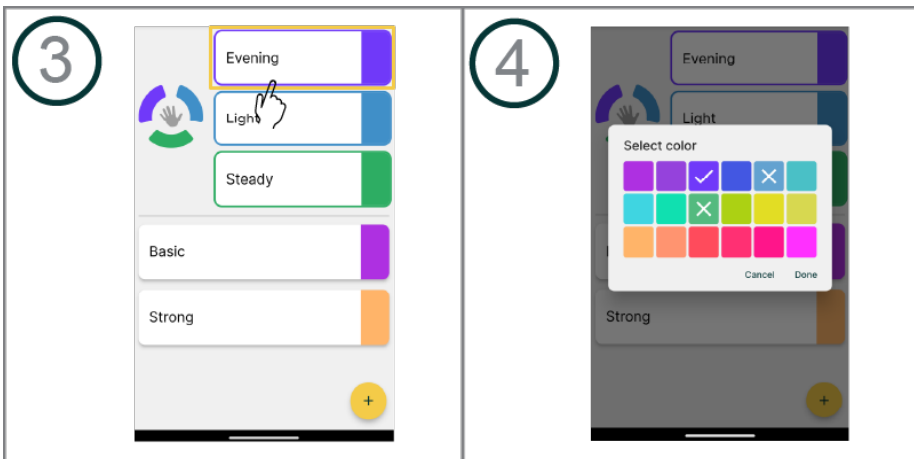 3
Evening
Light
Steady
Basic
Strong
+
4
Evening
Light
Select color
Cancel Done
Strong
+